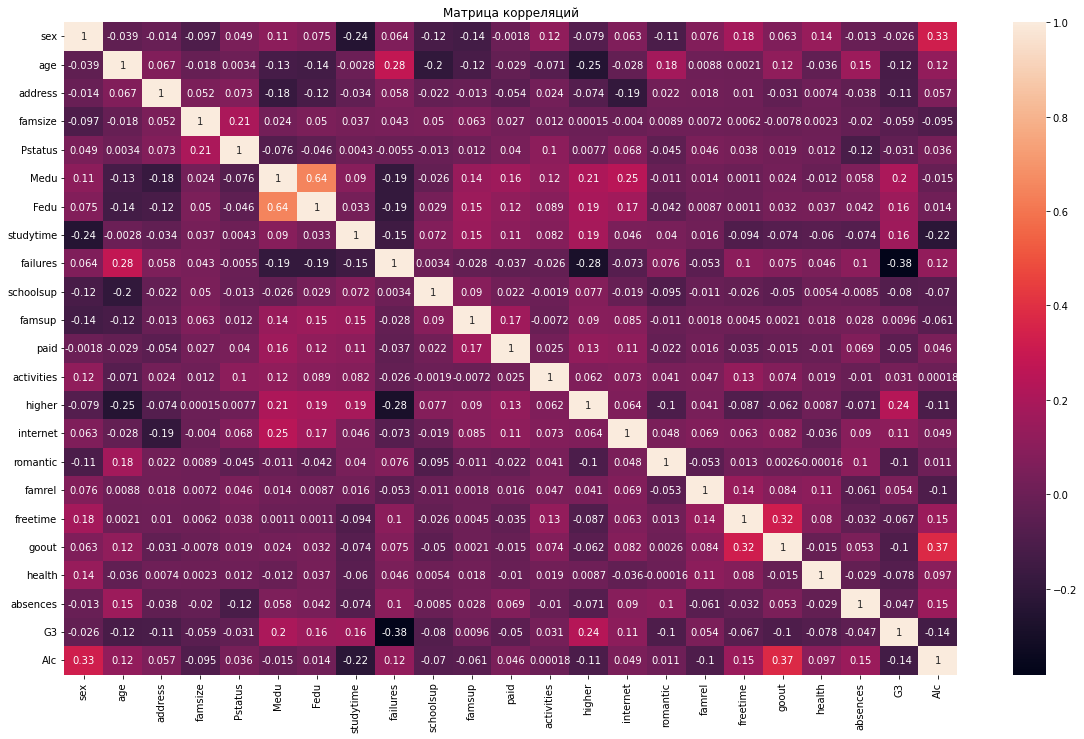 Матрица корреляций
sex 1 -0.039 -0.014 -0.097 0.049 0.11 0.075 -0.24 0.064 -0.12 -0.14 -0.0018 0.12 -0.079 0.063 -0.11 0.076 0.18 0.063 0.14 -0.013 -0.026 0.33
age -0.039 1 0.067 -0.018 0.0034 -0.13 -0.14 -0.0028 0.28 -0.2 -0.12 -0.029 -0.071 -0.25 -0.028 0.18 0.0088 0.0021 0.12 -0.036 0.15 -0.12 0.12
address -0.014 0.067 1 0.052 0.073 -0.18 -0.12 -0.034 0.058 -0.022 -0.013 -0.054 0.024 -0.074 -0.19 0.022 0.018 0.01 -0.031 0.0074 -0.038 -0.11 0.057
famsize -0.097 -0.018 0.052 1 0.21 0.024 0.05 0.037 0.043 0.05 0.063 0.027 0.012 0.00015 -0.004 0.0089 0.0072 0.0062 -0.0078 0.0023 -0.02 -0.059 -0.095
Pstatus 0.049 0.0034 0.073 0.21 1 -0.076 -0.046 0.0043 -0.0055 -0.013 0.012 0.04 0.1 0.0077 0.068 -0.045 0.046 0.038 0.019 0.012 -0.12 -0.031 0.036
Medu 0.11 -0.13 -0.18 0.024 -0.076 1 0.64 0.09 -0.19 -0.026 0.14 0.16 0.12 0.21 0.25 -0.011 0.014 0.0011 0.024 -0.012 0.058 0.2 -0.015
Fedu 0.075 -0.14 -0.12 0.05 -0.046 0.64 1 0.033 -0.19 0.029 0.15 0.12 0.089 0.19 0.17 -0.042 0.0087 0.0011 0.032 0.037 0.042 0.16 0.014
studytime -0.24 -0.0028 -0.034 0.037 0.0043 0.09 0.033 1 -0.15 0.072 0.15 0.11 0.082 0.19 0.046 0.04 0.016 -0.094 -0.074 -0.06 -0.074 0.16 -0.22
failures 0.064 0.28 0.058 0.043 -0.0055 -0.19 -0.19 -0.15 1 0.0034 -0.028 -0.037 -0.026 -0.28 -0.073 0.076 -0.053 0.1 0.075 0.046 0.1 -0.38 0.12
schoolsup -0.12 -0.2 -0.022 0.05 -0.013 -0.026 0.029 0.072 0.0034 1 0.09 0.022 -0.0019 0.077 -0.019 -0.095 -0.011 -0.026 -0.05 0.0054 -0.0085 -0.08 -0.07
famsup -0.14 -0.12 -0.013 0.063 0.012 0.14 0.15 0.15 -0.028 0.09 1 0.17 -0.0072 0.09 0.085 -0.011 0.0018 0.0045 0.0021 0.018 0.028 0.0096 -0.061
paid -0.0018 -0.029 -0.054 0.027 0.04 0.16 0.12 0.11 -0.037 0.022 0.17 1 0.025 0.13 0.11 -0.022 0.016 -0.035 -0.015 -0.01 0.069 -0.05 0.046
activities 0.12 -0.071 0.024 0.012 0.1 0.12 0.089 0.082 -0.026 -0.0019 -0.0072 0.025 1 0.062 0.073 0.041 0.047 0.13 0.074 0.019 -0.01 0.031 0.00018
higher -0.079 -0.25 -0.074 0.00015 0.0077 0.21 0.19 0.19 -0.28 0.077 0.09 0.13 0.062 1 0.064 -0.1 0.041 -0.087 -0.062 0.0087 -0.071 0.24 -0.11
internet 0.063 -0.028 -0.19 -0.004 0.068 0.25 0.17 0.046 -0.073 -0.019 0.085 0.11 0.073 0.064 1 0.048 0.069 0.063 0.082 -0.036 0.09 0.11 0.049
romantic -0.11 0.18 0.022 0.0089 -0.045 -0.011 -0.042 0.04 0.076 -0.095 -0.011 -0.022 0.041 -0.1 0.048 1 -0.053 0.013 0.0026 -0.00016 0.1 -0.1 0.011
famrel 0.076 0.0088 0.018 0.0072 0.046 0.014 0.0087 0.016 -0.053 -0.011 0.0018 0.016 0.047 0.041 0.069 -0.053 1 0.14 0.084 0.11 -0.061 0.054 -0.1
freetime 0.18 0.0021 0.01 0.0062 0.038 0.0011 0.0011 -0.094 0.1 -0.026 0.0045 -0.035 0.13 -0.087 0.063 0.013 0.14 1 0.32 0.08 -0.032 -0.067 0.15
goout 0.063 0.12 -0.031 -0.0078 0.019 0.024 0.032 -0.074 0.075 -0.05 0.0021 -0.015 0.074 -0.062 0.082 0.0026 0.084 0.32 1 -0.015 0.053 -0.1 0.37
health 0.14 -0.036 0.0074 0.0023 0.012 -0.012 0.037 -0.06 0.046 0.0054 0.018 -0.01 0.019 0.0087 -0.036 -0.00016 0.11 0.08 -0.015 1 -0.029 -0.078 0.097
absences -0.013 0.15 -0.038 -0.02 -0.12 0.058 0.042 -0.074 0.1 -0.0085 0.028 0.069 -0.01 -0.071 0.09 0.1 -0.061 -0.032 0.053 -0.029 1 -0.047 0.15
G3 -0.026 -0.12 -0.11 -0.059 -0.031 0.2 0.16 0.16 -0.38 -0.08 0.0096 -0.05 0.031 0.24 0.11 -0.1 0.054 -0.067 -0.1 -0.078 -0.047 1 -0.14
Alc 0.33 0.12 0.057 -0.095 0.036 -0.015 0.014 -0.22 0.12 -0.07 -0.061 0.046 0.00018 -0.11 0.049 0.011 -0.1 0.15 0.37 0.097 0.15 -0.14 1
sex age address famsize Pstatus Medu Fedu studytime failures schoolsup famsup paid activities higher internet romantic famrel freetime goout health absences G3 Alc
1.0
0.8
0.6
0.4
0.2
0.0
−0.2